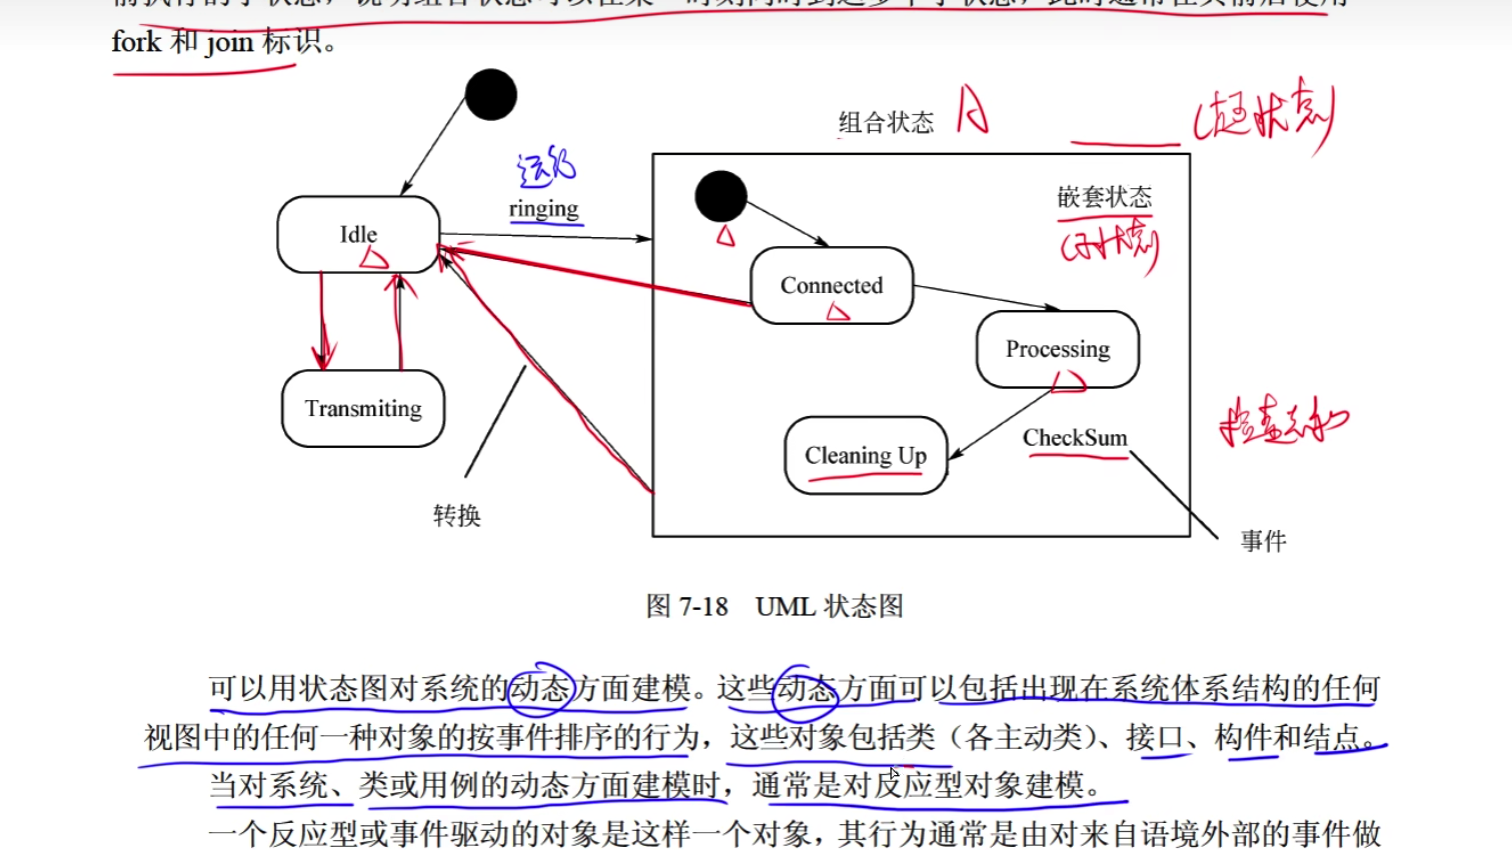 fork 和 join 标识。
组合状态 A (超状态)
运行
ringing
嵌套状态
(子状态)
Idle
Connected
Processing
Transmiting
CheckSum 检查总和
Cleaning Up
转换
事件
图 7-18 UML 状态图
可以用状态图对系统的动态方面建模。这些动态方面可以包括出现在系统体系结构的任何
视图中的任何一种对象的按事件排序的行为，这些对象包括类（各主动类）、接口、构件和结点。
当对系统、类或用例的动态方面建模时，通常是对反应型对象建模。
一个反应型或事件驱动的对象是这样一个对象，其行为通常是由对来自语境外部的事件做